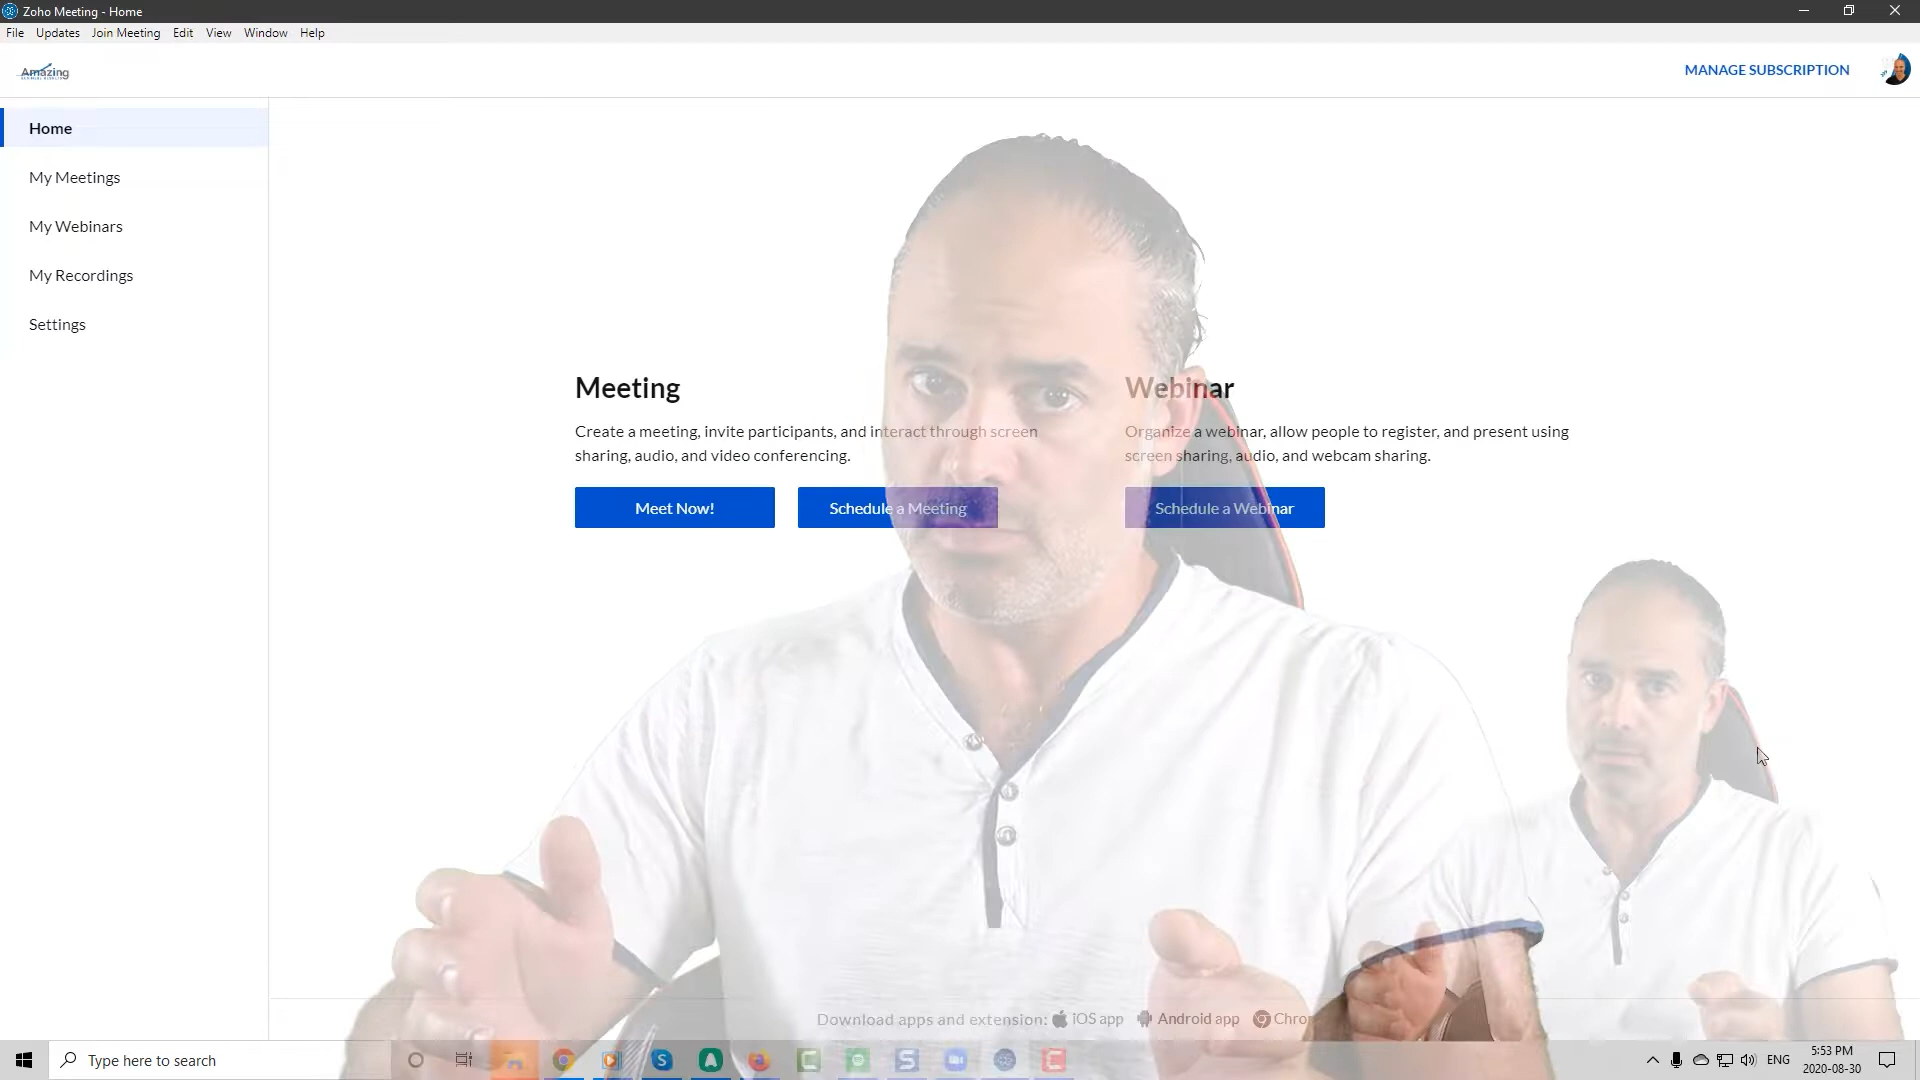 Zoho Meeting - Home
File Updates Join Meeting Edit View Window Help
Amazing
MANAGE SUBSCRIPTION
Home
My Meetings
My Webinars
My Recordings
Settings
Meeting
Create a meeting, invite participants, and interact through screen
sharing, audio, and video conferencing.
Meet Now!
Schedule a Meeting
Webinar
Organize a webinar, allow people to register, and present using
screen sharing, audio, and webcam sharing.
Schedule a Webinar
Download apps and extension: iOS app Android app Chro
Type here to search
ENG
5:53 PM
2020-08-30